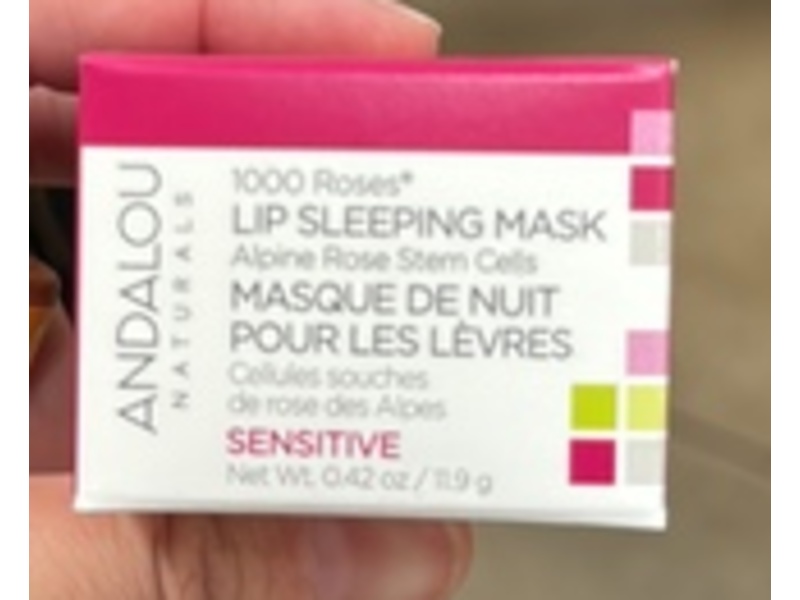 ANDALOU
NATURALS
1000 Roses®
LIP SLEEPING MASK
Alpine Rose Stem Cells
MASQUE DE NUIT
POUR LES LÈVRES
Cellules souches
de rose des Alpes
SENSITIVE
Net Wt. 0.42 oz / 11.9 g